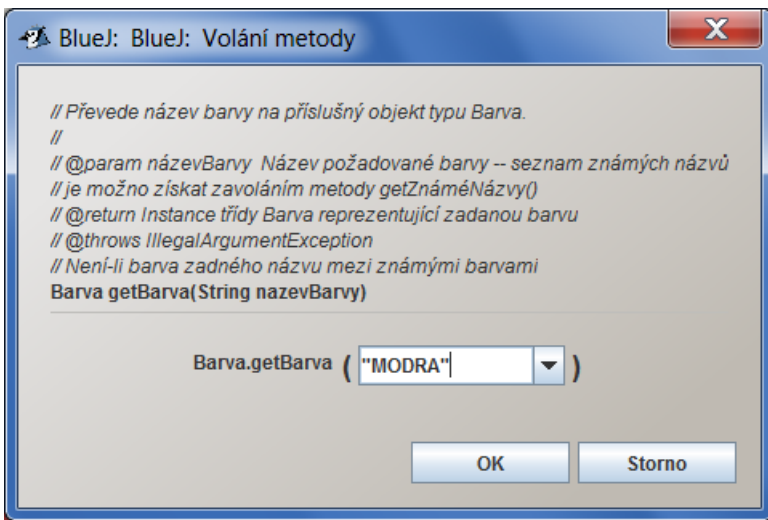 BlueJ: BlueJ: Volání metody
X
// Převede název barvy na příslušný objekt typu Barva.
//
// @param názevBarvy Název požadované barvy -- seznam známých názvů
// je možno získat zavoláním metody getZnáméNázvy()
// @return Instance třídy Barva reprezentující zadanou barvu
// @throws IllegalArgumentException
// Není-li barva zadného názvu mezi známými barvami
Barva getBarva(String nazevBarvy)
Barva.getBarva ( "MODRA" )
OK Storno